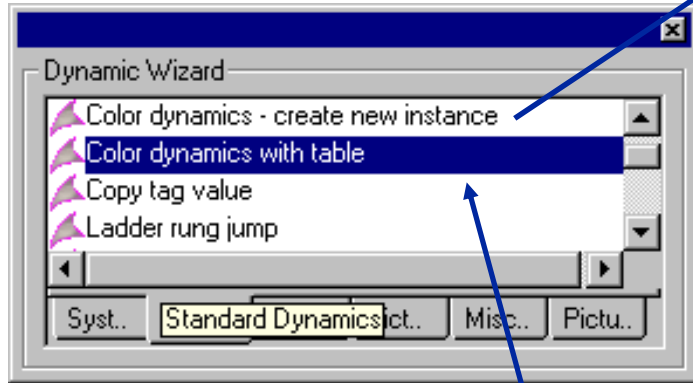 Dynamic Wizard
Color dynamics - create new instance
Color dynamics with table
Copy tag value
Ladder rung jump
Syst.. Standard Dynamics ict.. Misc.. Pictu..